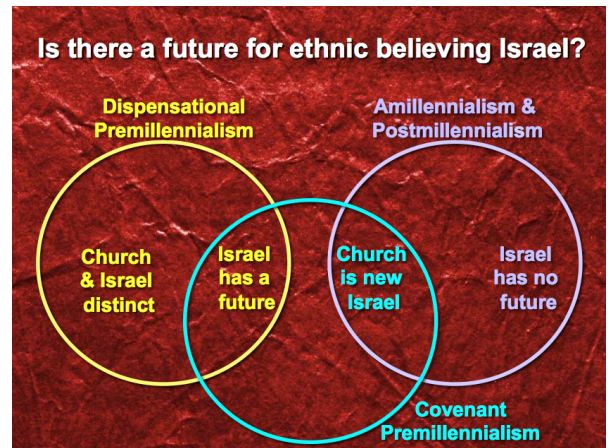 Is there a future for ethnic believing Israel?
Dispensational
Premillennialism
Amillennialism &
Postmillennialism
Church
& Israel
distinct
Israel
has a
future
Church
is new
Israel
Israel
has no
future
Covenant
Premillennialism